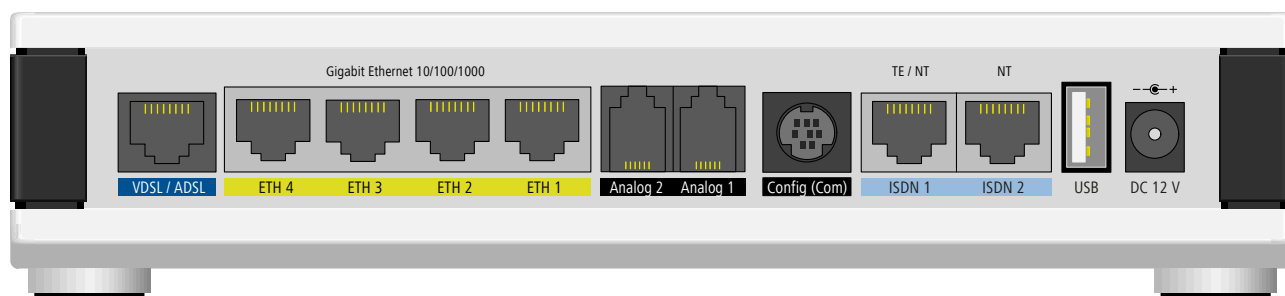 Gigabit Ethernet 10/100/1000
TE / NT
NT
VDSL / ADSL
ETH 4
ETH 3
ETH 2
ETH 1
Analog 2
Analog 1
Config (Com)
ISDN 1
ISDN 2
USB
DC 12 V